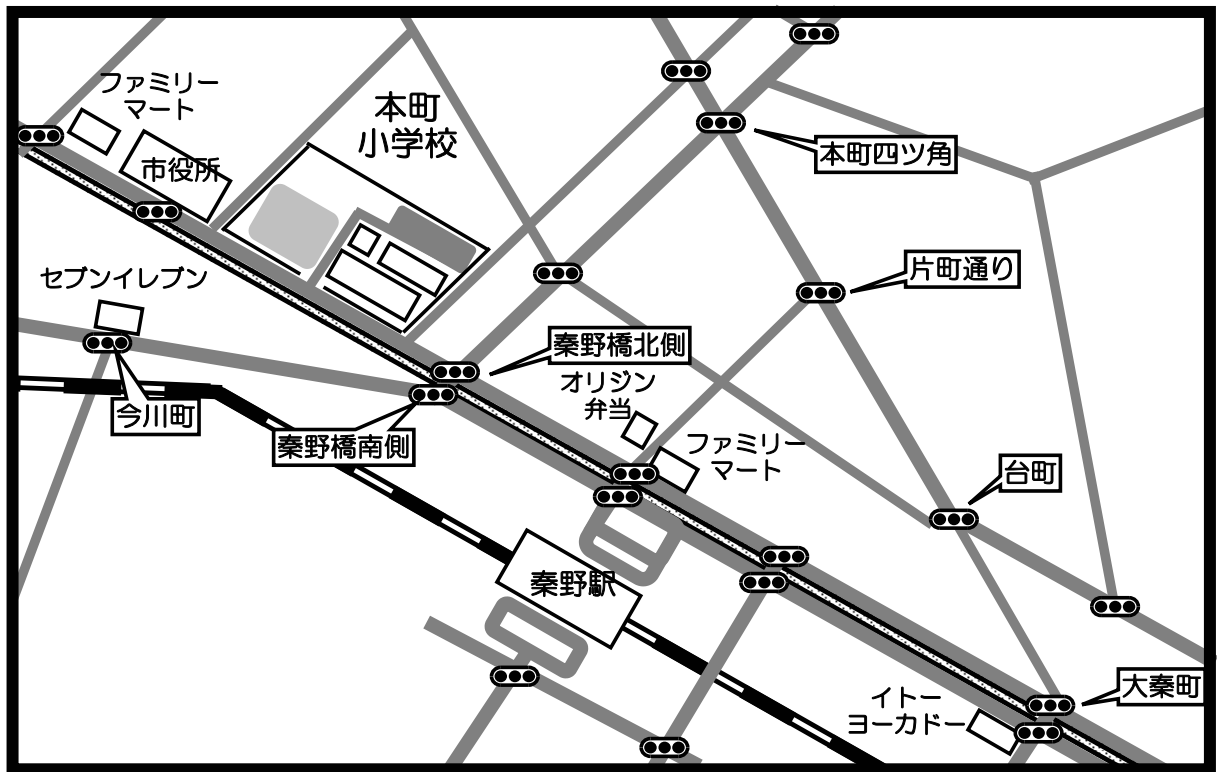 ファミリー
マート
本町
小学校
市役所
本町四ツ角
セブンイレブン
片町通り
秦野橋北側
オリジン
弁当
今川町
秦野橋南側
ファミリー
マート
台町
秦野駅
大秦町
イトー
ヨーカドー